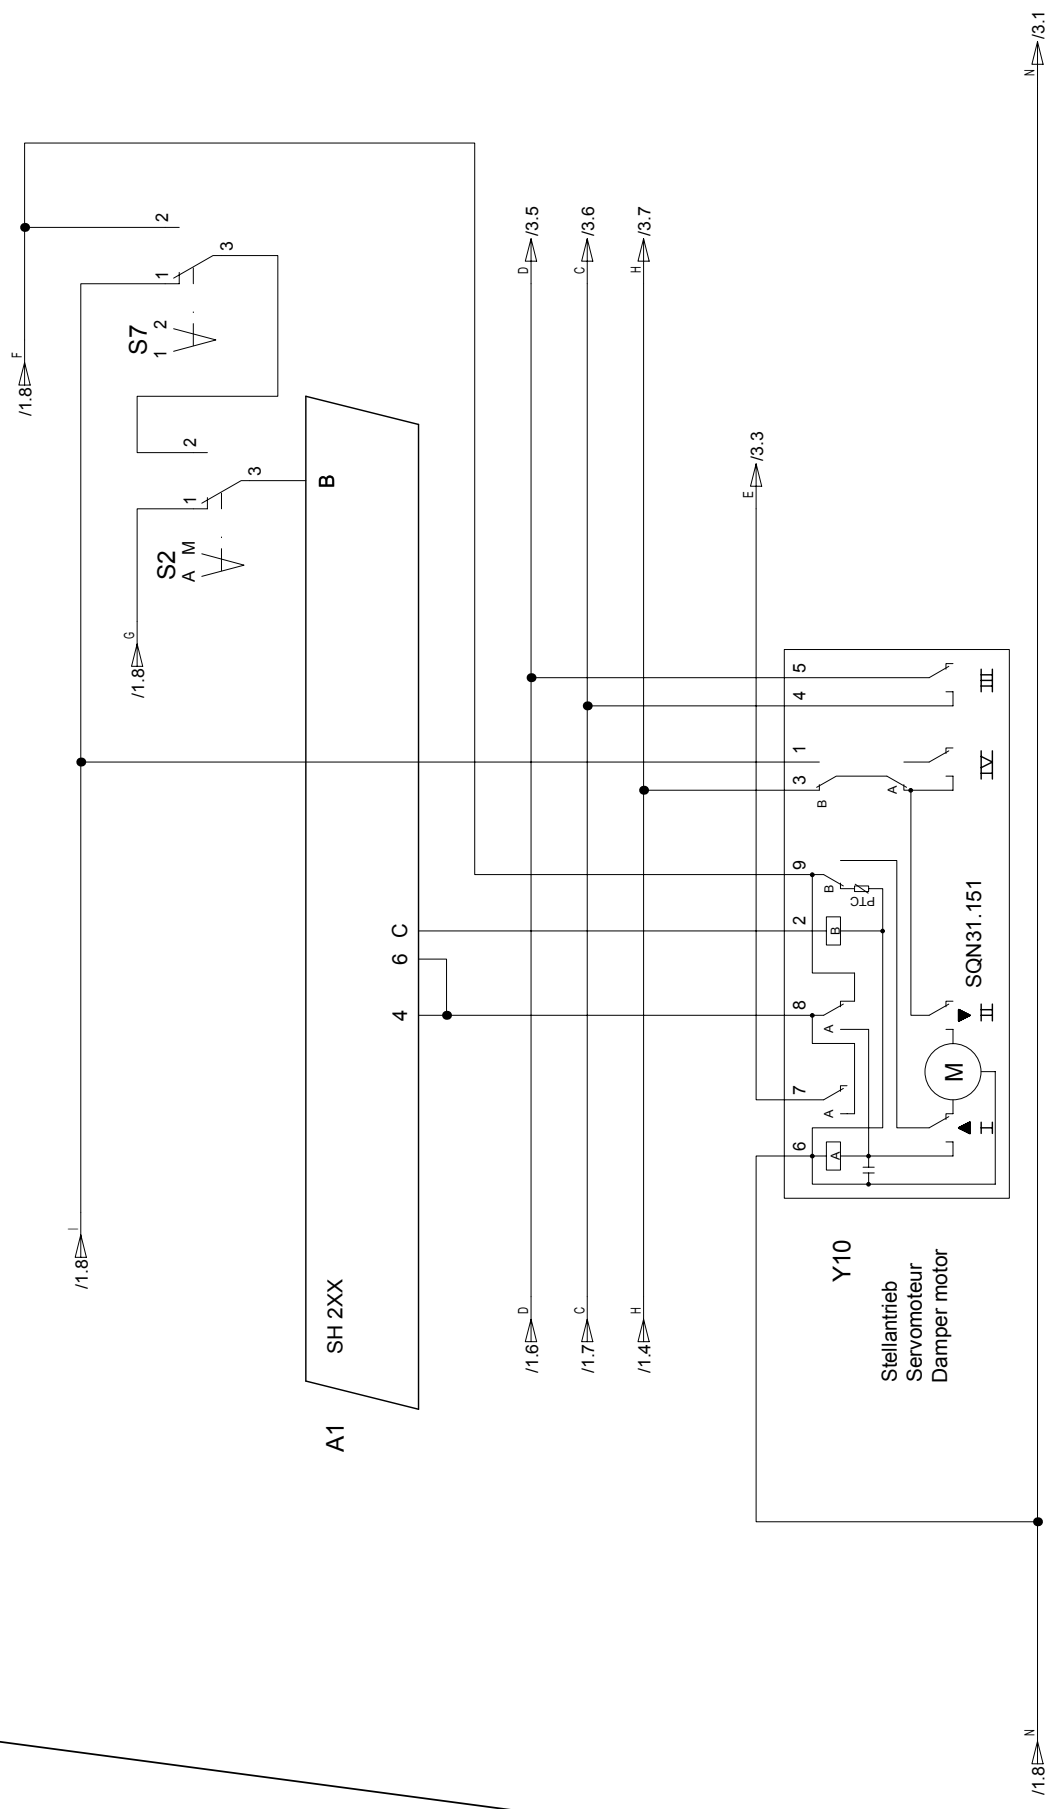 /1.8 F
/1.8 I
/1.8 G
S2
A M
1
2
3
S7
1 2
1
2
3
A1
SH 2XX
4
6
C
B
/1.6 D
D /3.5
/1.7 C
C /3.6
/1.4 H
H /3.7
E /3.3
Y10
Stellantrieb
Servomoteur
Damper motor
6
7
8
2
9
3
1
4
5
A
A
A
B
B
PTC
B
A
M
I
II
IV
III
SQN31.151
/1.8 N
N /3.1